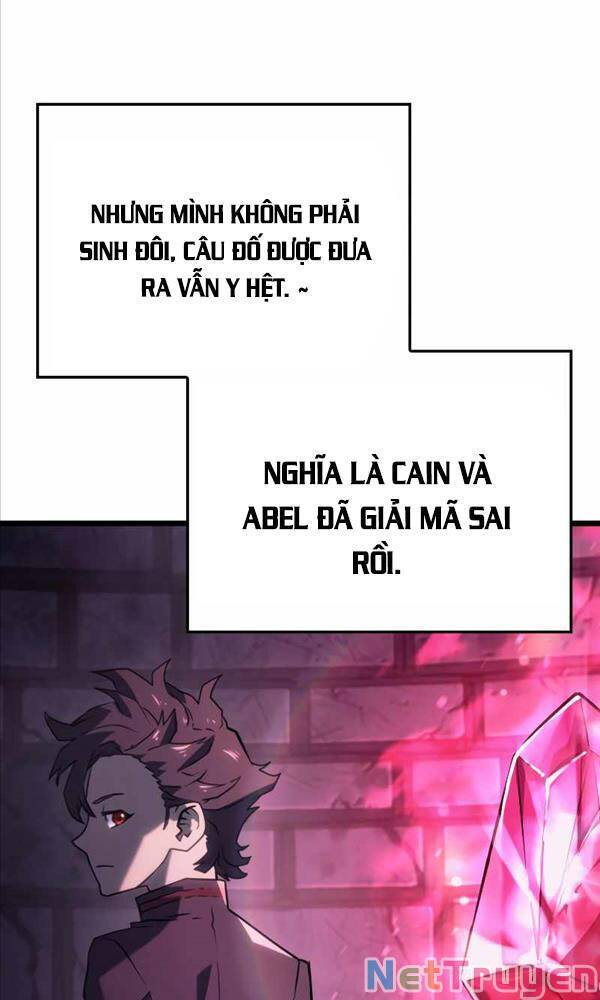 NHƯNG MÌNH KHÔNG PHẢI
SINH ĐÔI, CÂU ĐỐ ĐƯỢC ĐƯA
RA VẪN Y HỆT. ~
NGHĨA LÀ CAIN VÀ
ABEL ĐÃ GIẢI MÃ SAI
RỒI.
NetTruyen